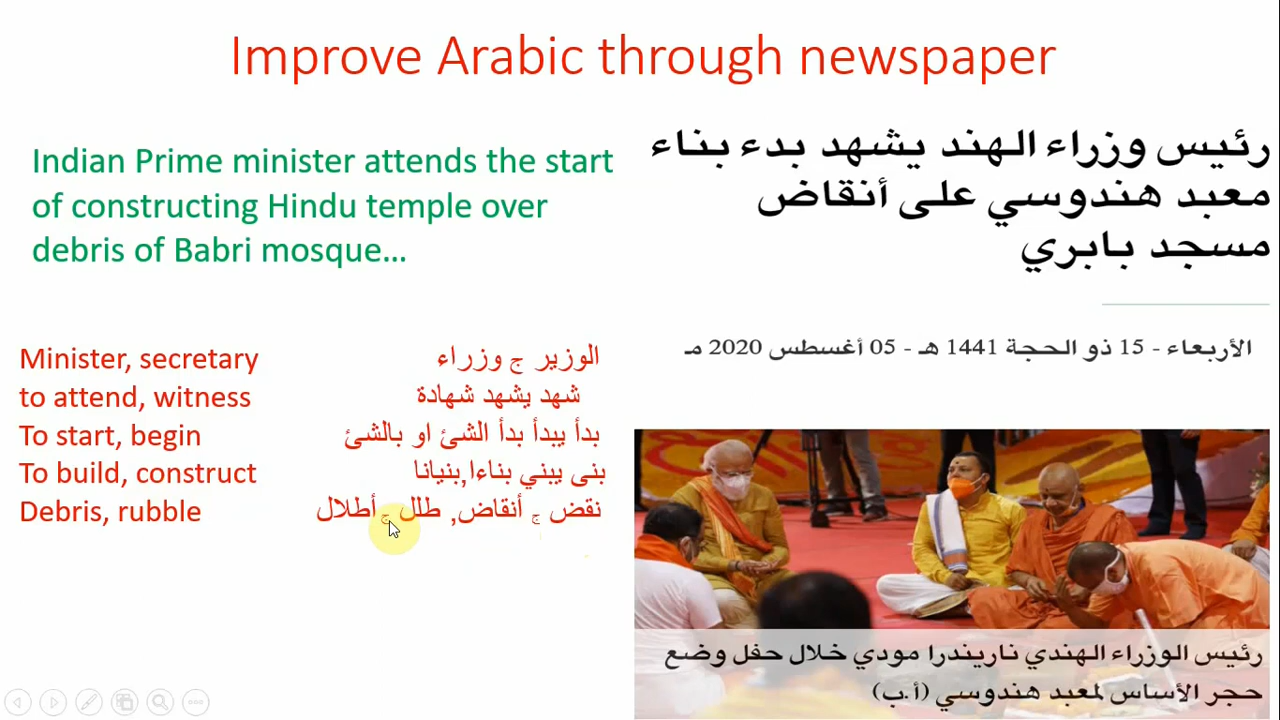 Improve Arabic through newspaper
Indian Prime minister attends the start
of constructing Hindu temple over
debris of Babri mosque...
رئيس وزراء الهند يشهد بدء بناء
معبد هندوسي على أنقاض
مسجد بابري
الأربعاء - 15 ذو الحجة 1441 هـ - 05 أغسطس 2020 مـ
Minister, secretary الوزير ج وزراء
to attend, witness شهد يشهد شهادة
To start, begin بدأ يبدأ بدأ الشئ او بالشئ
To build, construct بنى يبني بناءا,بنيانا
Debris, rubble نقض ج أنقاض, طلل ج أطلال
رئيس الوزراء الهندي ناريندرا مودي خلال حفل وضع
حجر الأساس لمعبد هندوسي (أ.ب)